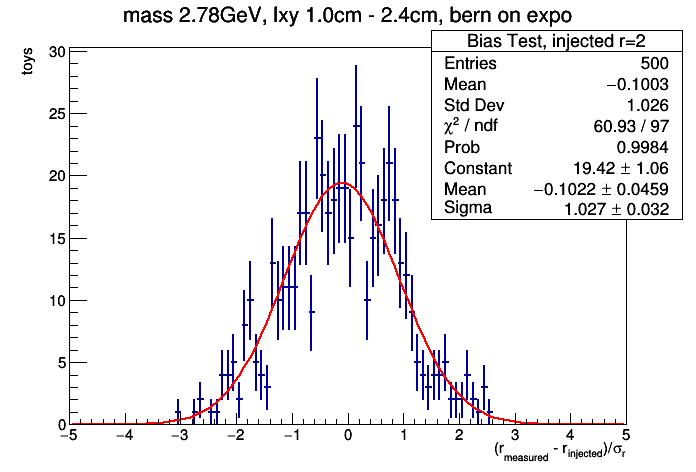 mass 2.78GeV, lxy 1.0cm - 2.4cm, bern on expo
Bias Test, injected r=2
Entries 500
Mean −0.1003
Std Dev 1.026
χ² / ndf 60.93 / 97
Prob 0.9984
Constant 19.42 ± 1.06
Mean −0.1022 ± 0.0459
Sigma 1.027 ± 0.032
toys
30
25
20
15
10
5
0
−5 −4 −3 −2 −1 0 1 2 3 4 5
(r_measured - r_injected)/σ_r